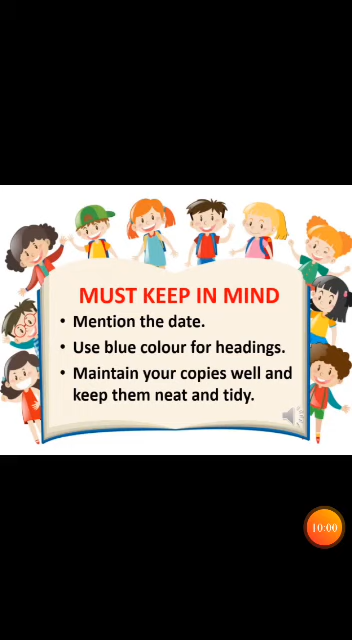 MUST KEEP IN MIND
• Mention the date.
• Use blue colour for headings.
• Maintain your copies well and
keep them neat and tidy.
10:00